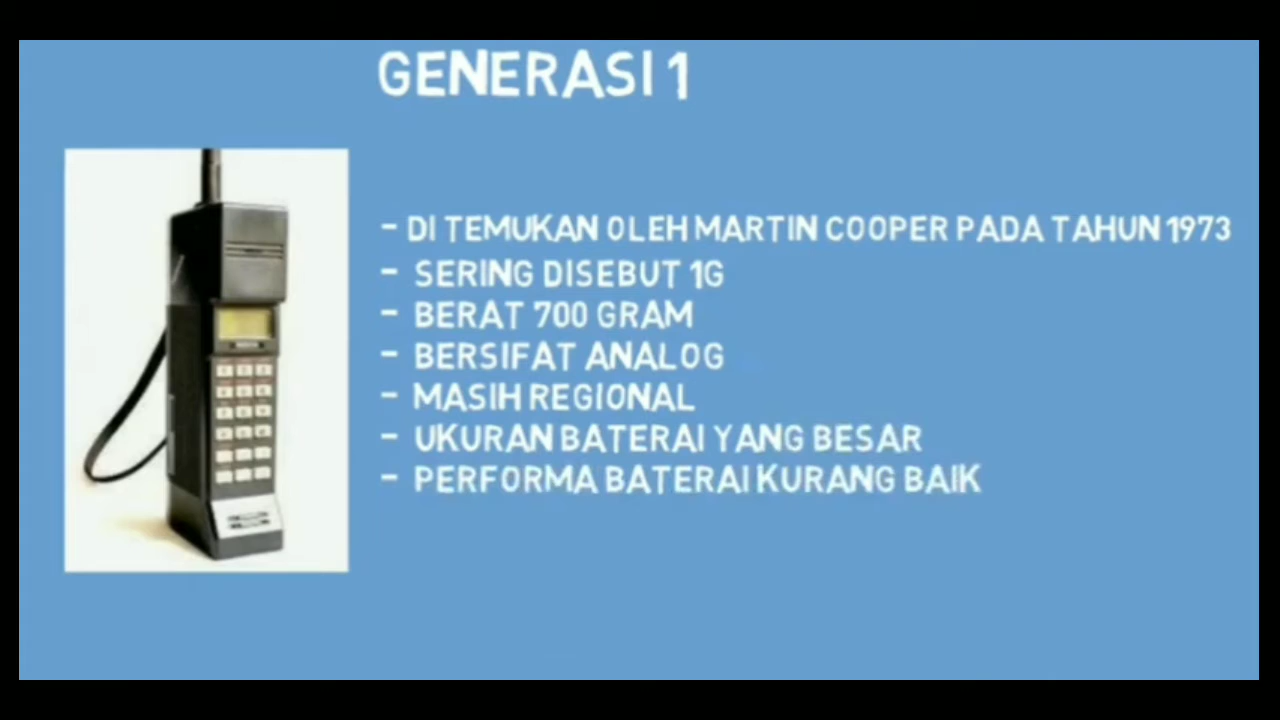 GENERASI 1
- DI TEMUKAN OLEH MARTIN COOPER PADA TAHUN 1973
- SERING DISEBUT 1G
- BERAT 700 GRAM
- BERSIFAT ANALOG
- MASIH REGIONAL
- UKURAN BATERAI YANG BESAR
- PERFORMA BATERAI KURANG BAIK